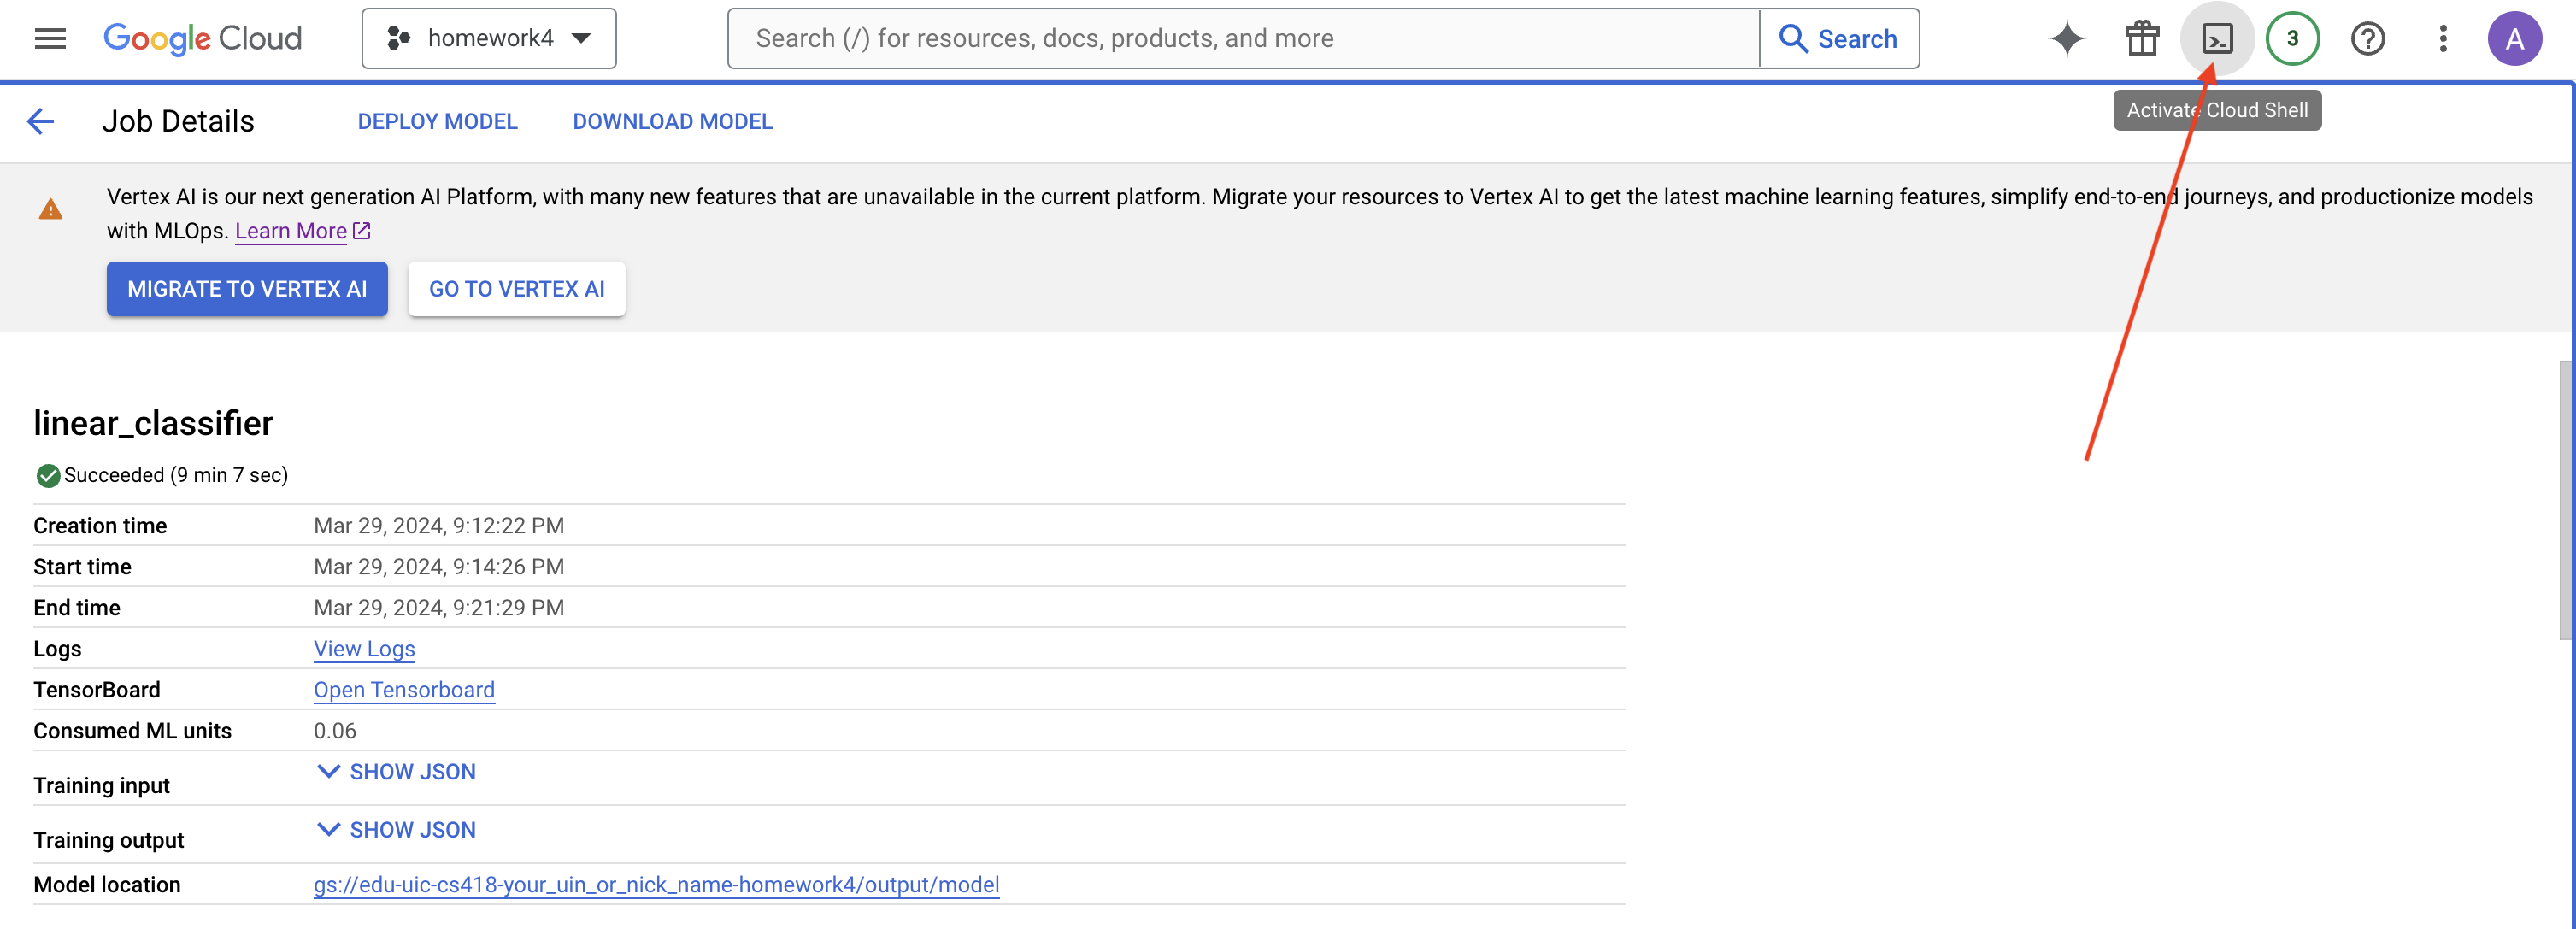 Google Cloud
homework4
Search (/) for resources, docs, products, and more
Search
3
A
Activate Cloud Shell
Job Details
DEPLOY MODEL
DOWNLOAD MODEL
Vertex AI is our next generation AI Platform, with many new features that are unavailable in the current platform. Migrate your resources to Vertex AI to get the latest machine learning features, simplify end-to-end journeys, and productionize models
with MLOps. Learn More
MIGRATE TO VERTEX AI
GO TO VERTEX AI
linear_classifier
Succeeded (9 min 7 sec)
Creation time Mar 29, 2024, 9:12:22 PM
Start time Mar 29, 2024, 9:14:26 PM
End time Mar 29, 2024, 9:21:29 PM
Logs View Logs
TensorBoard Open Tensorboard
Consumed ML units 0.06
Training input SHOW JSON
Training output SHOW JSON
Model location gs://edu-uic-cs418-your_uin_or_nick_name-homework4/output/model